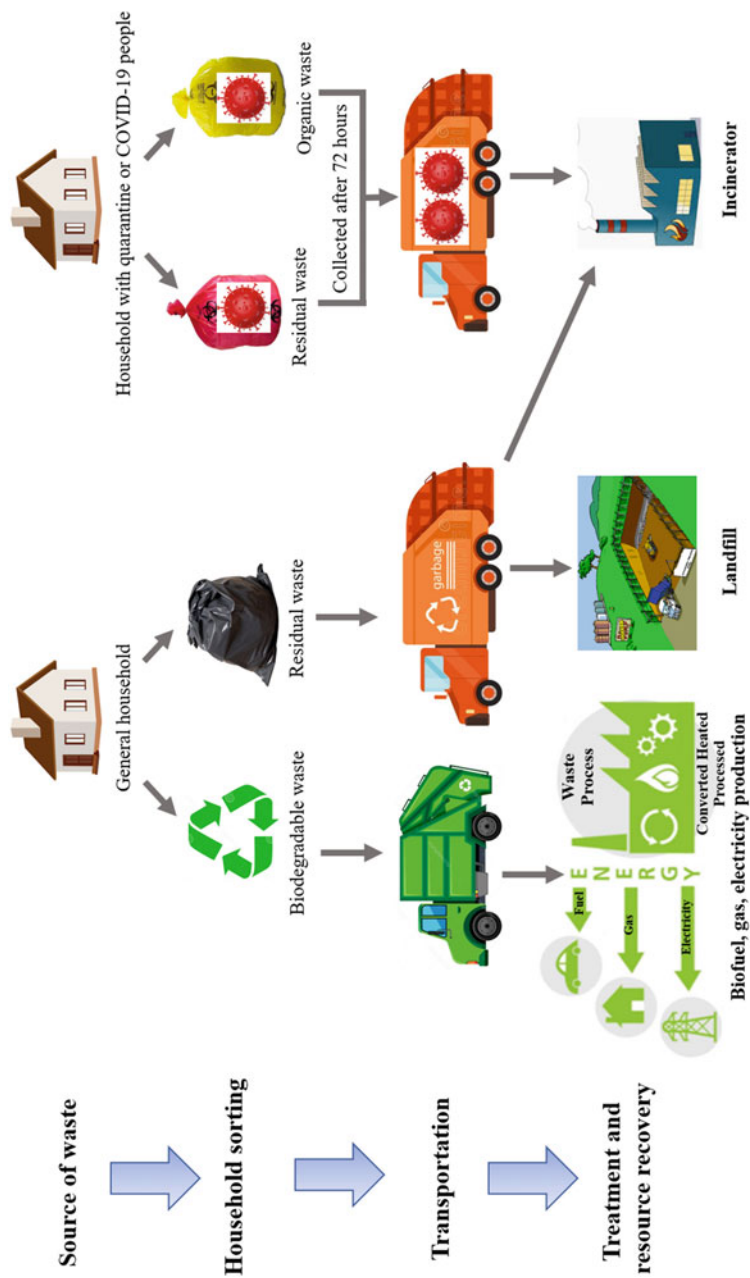 Source of waste
Household sorting
Transportation
Treatment and
resource recovery
General household
Household with quarantine or COVID-19 people
Biodegradable waste
Residual waste
Residual waste
Organic waste
Collected after 72 hours
garbage
Fuel
Gas
Electricity
ENERGY
Waste
Process
Converted Heated
Processed
Biofuel, gas, electricity production
Landfill
Incinerator